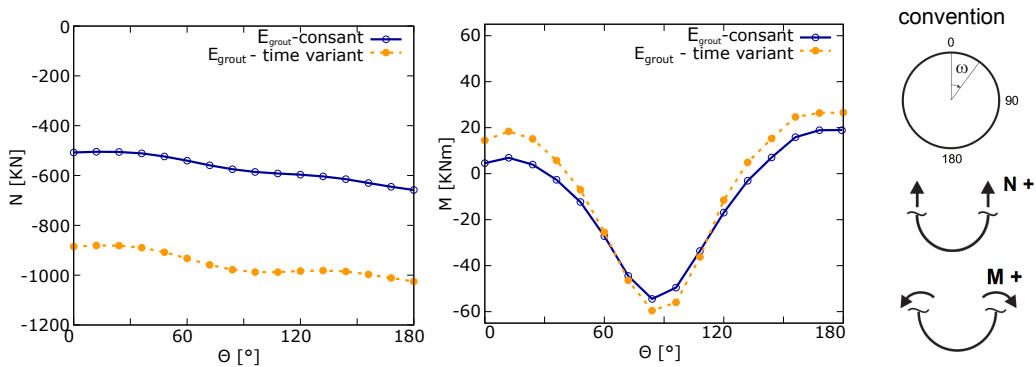 0
-200
-400
-600
-800
-1000
-1200
N [KN]
0
60
120
180
Θ [°]
E_grout-consant
E_grout - time variant
60
40
20
0
-20
-40
-60
M [KNm]
0
60
120
180
Θ [°]
E_grout-consant
E_grout - time variant
convention
0
ω
90
180
N +
M +